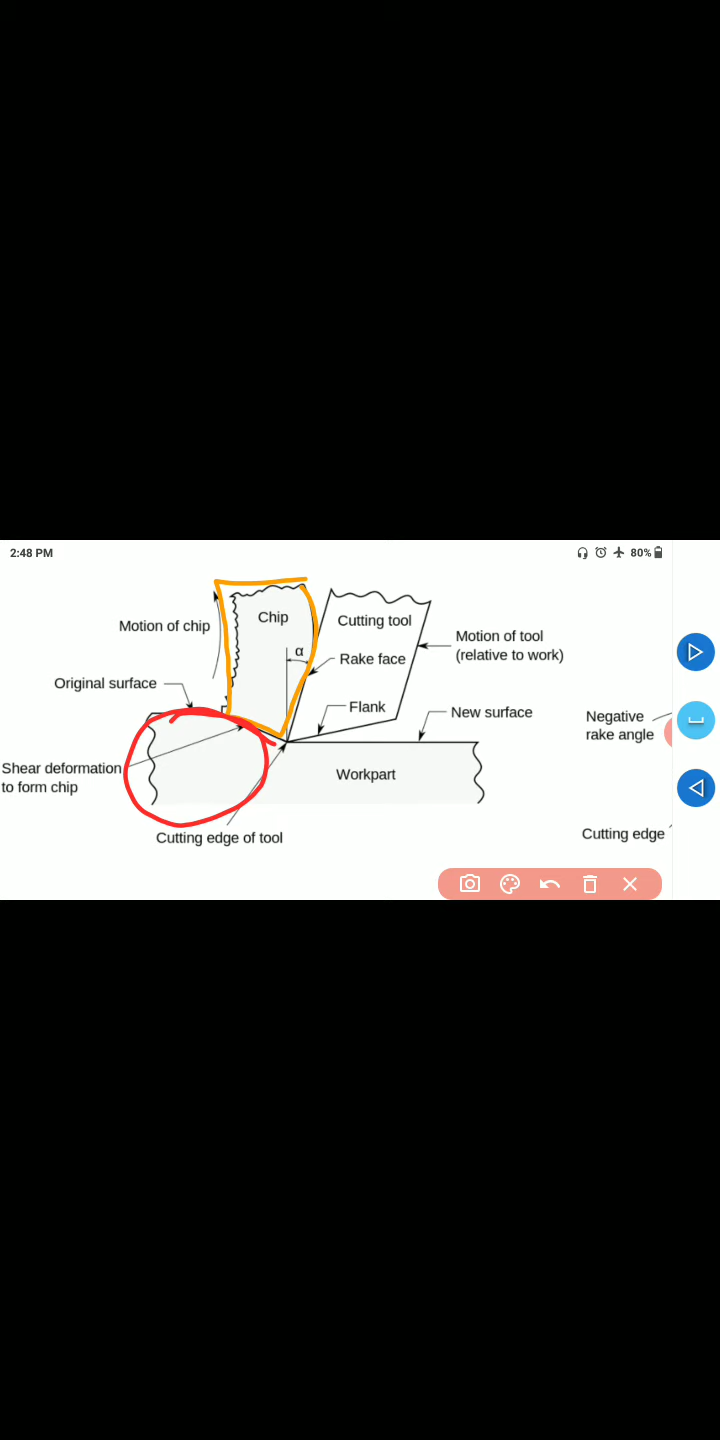 2:48 PM
80%
Chip
Cutting tool
Motion of chip
α
Motion of tool
(relative to work)
Rake face
Original surface
Flank
New surface
Negative
rake angle
Shear deformation
to form chip
Workpart
Cutting edge of tool
Cutting edge